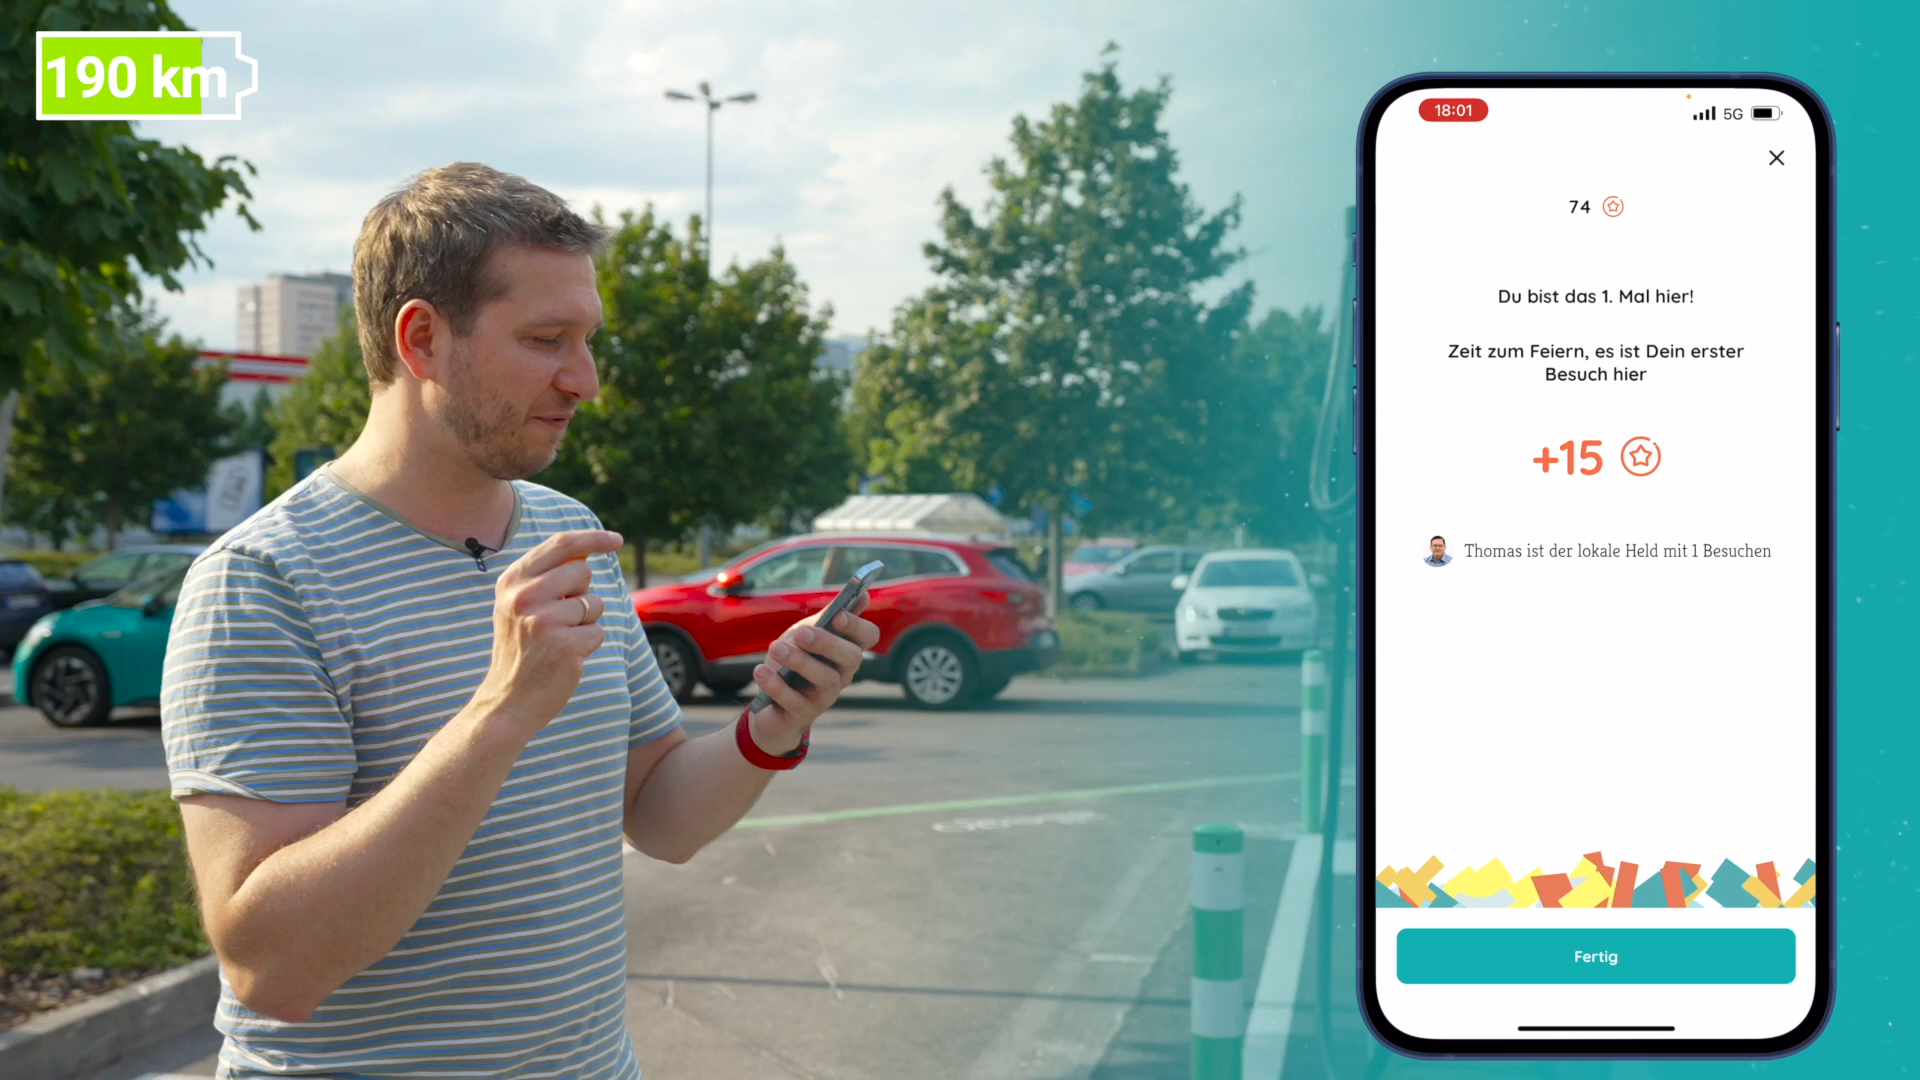 190 km
18:01
5G
74
Du bist das 1. Mal hier!
Zeit zum Feiern, es ist Dein erster
Besuch hier
+15
Thomas ist der lokale Held mit 1 Besuchen
Fertig